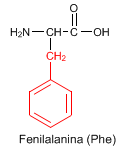 O
H₂N—CH—C—OH
CH₂
Fenilalanina (Phe)